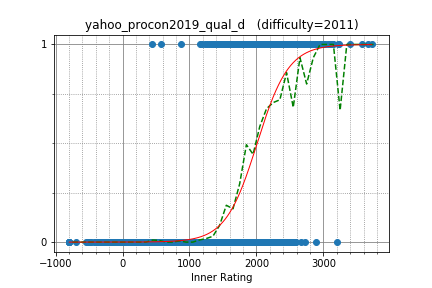 yahoo_procon2019_qual_d (difficulty=2011)
1
0
−1000 0 1000 2000 3000
Inner Rating